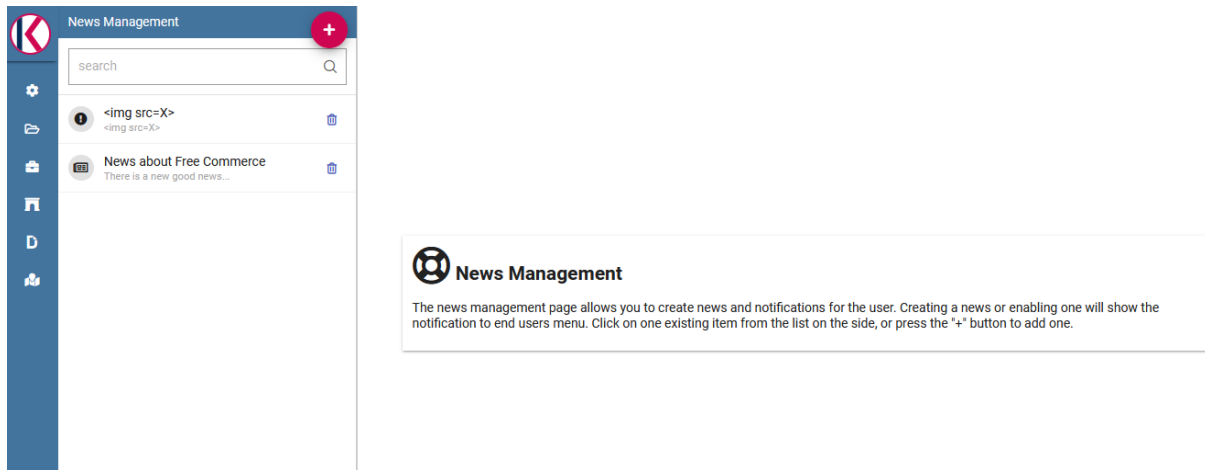 News Management
+
search
<img src=X>
<img src=X>
News about Free Commerce
There is a new good news...
D
News Management
The news management page allows you to create news and notifications for the user. Creating a news or enabling one will show the
notification to end users menu. Click on one existing item from the list on the side, or press the "+" button to add one.